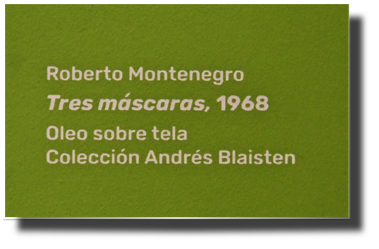 Roberto Montenegro
Tres máscaras, 1968
Oleo sobre tela
Colección Andrés Blaisten